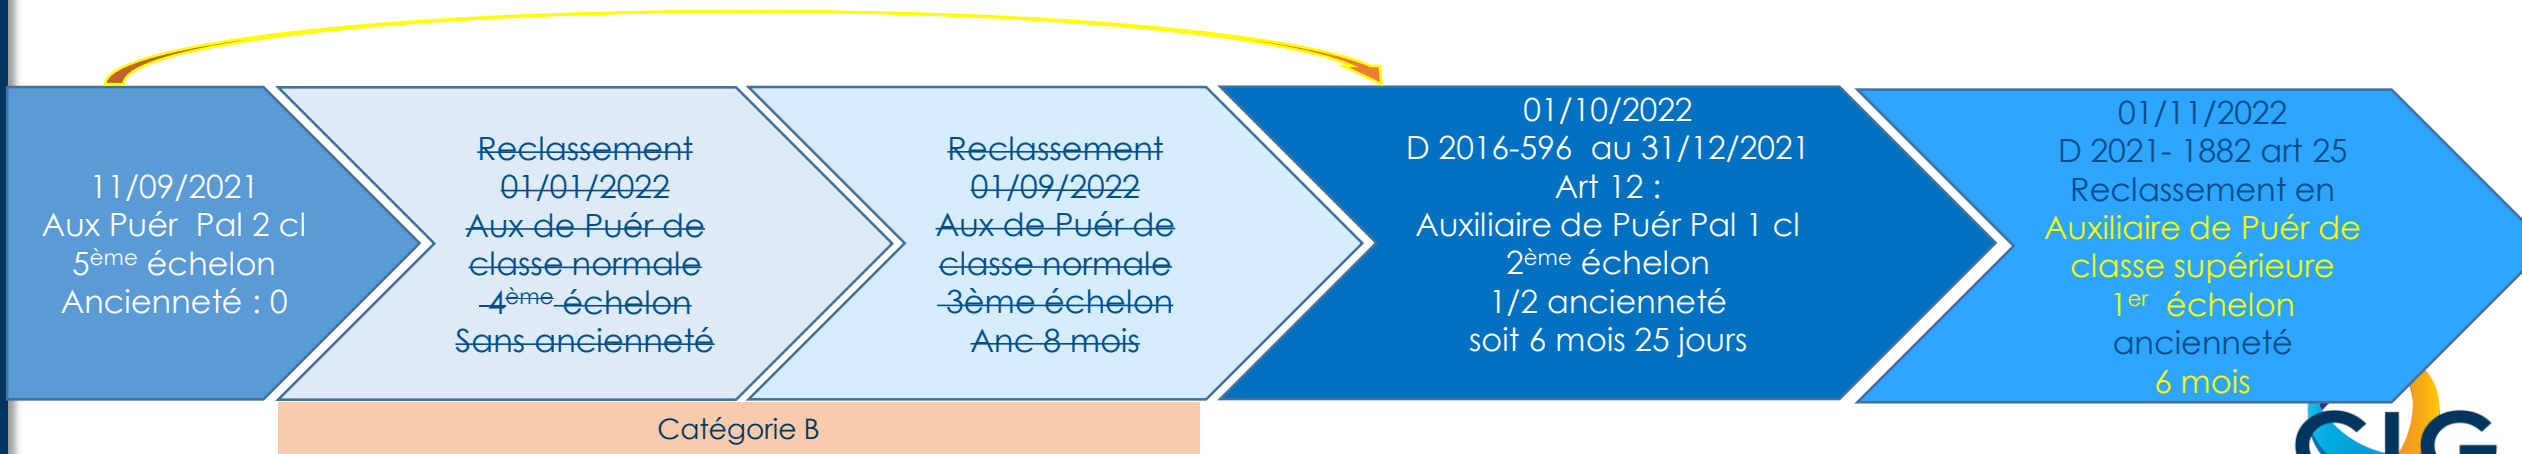 11/09/2021
Aux Puér Pal 2 cl
5ème échelon
Ancienneté : 0
Reclassement
01/01/2022
Aux de Puér de
classe normale
4ème échelon
Sans ancienneté
Reclassement
01/09/2022
Aux de Puér de
classe normale
3ème échelon
Anc 8 mois
01/10/2022
D 2016-596 au 31/12/2021
Art 12 :
Auxiliaire de Puér Pal 1 cl
2ème échelon
1/2 ancienneté
soit 6 mois 25 jours
01/11/2022
D 2021- 1882 art 25
Reclassement en
Auxiliaire de Puér de
classe supérieure
1er échelon
ancienneté
6 mois
Catégorie B
CIG